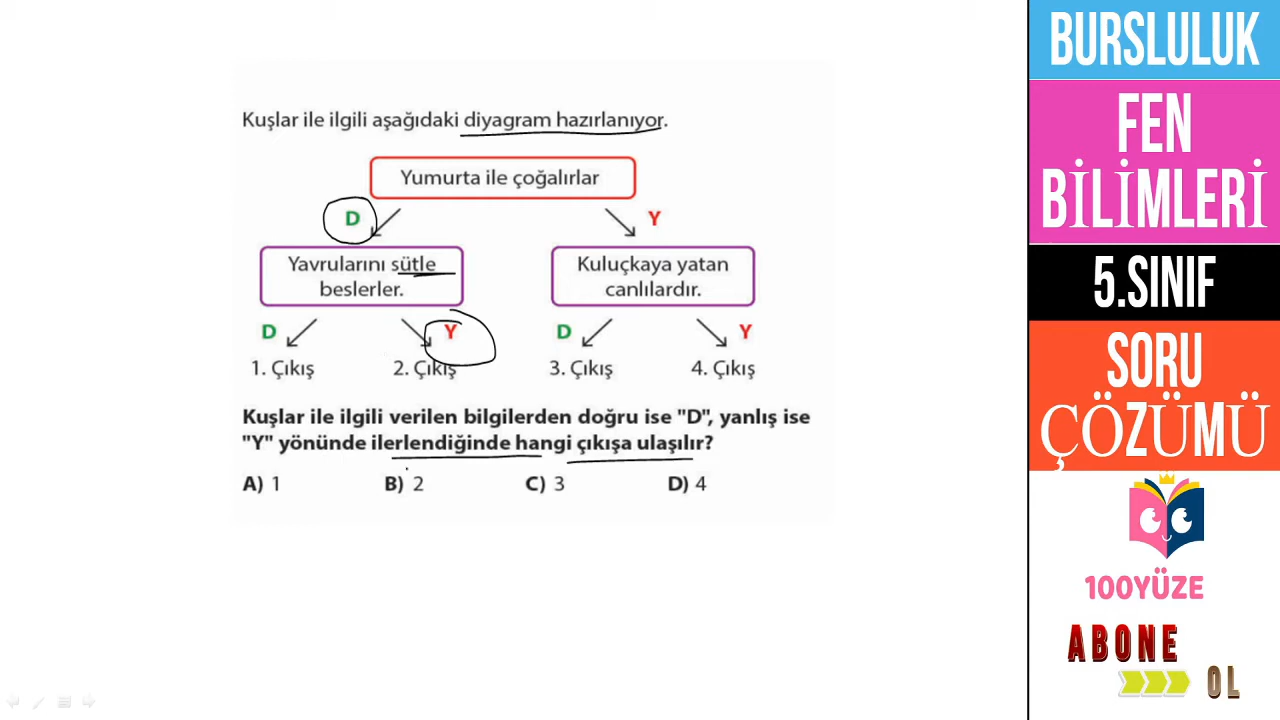 Kuşlar ile ilgili aşağıdaki diyagram hazırlanıyor.
Yumurta ile çoğalırlar
D
Y
Yavrularını sütle
beslerler.
Kuluçkaya yatan
canlılardır.
D
Y
D
Y
1. Çıkış
2. Çıkış
3. Çıkış
4. Çıkış
Kuşlar ile ilgili verilen bilgilerden doğru ise "D", yanlış ise
"Y" yönünde ilerlendiğinde hangi çıkışa ulaşılır?
A) 1
B) 2
C) 3
D) 4
BURSLULUK
FEN
BİLİMLERİ
5.SINIF
SORU
ÇÖZÜMÜ
100YÜZE
ABONE
OL